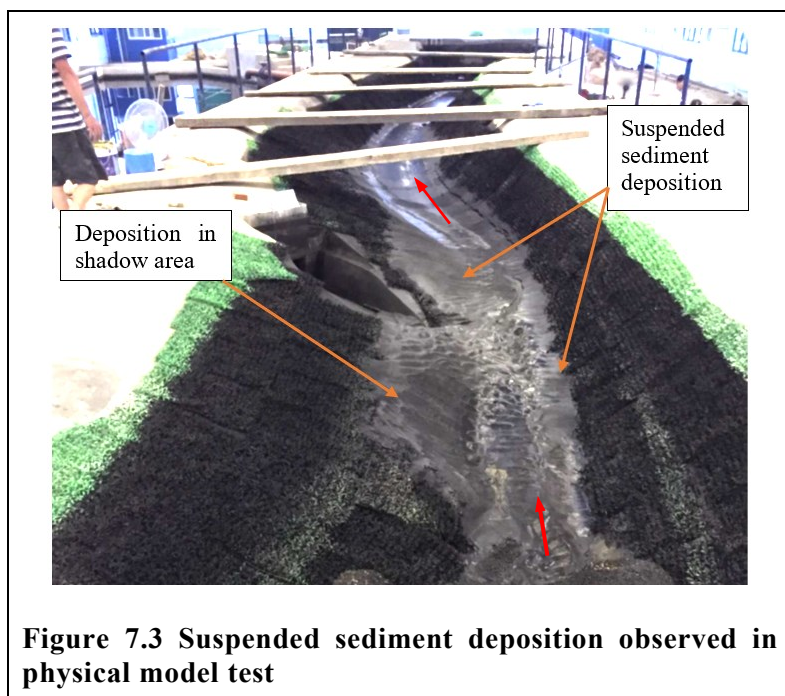 Suspended
sediment
deposition
Deposition in
shadow area
Figure 7.3 Suspended sediment deposition observed in
physical model test